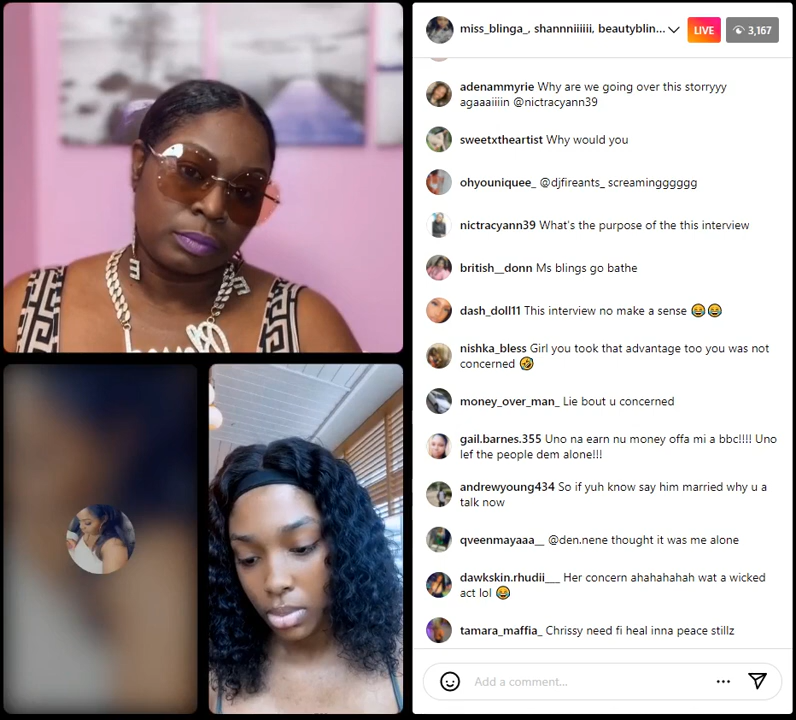 miss_blinga_, shannniiiiii, beautyblin...
LIVE
3,167
adenammyrie Why are we going over this storryyy
agaaaiiiin @nictracyann39
sweetxtheartist Why would you
ohyouniquee_ @djfireants_ screamingggggg
nictracyann39 What's the purpose of the this interview
british__donn Ms blings go bathe
dash_doll11 This interview no make a sense 😂😂
nishka_bless Girl you took that advantage too you was not
concerned 🤣
money_over_man_ Lie bout u concerned
gail.barnes.355 Uno na earn nu money offa mi a bbc!!!! Uno
lef the people dem alone!!!
andrewyoung434 So if yuh know say him married why u a
talk now
qveenmayaaa__ @den.nene thought it was me alone
dawkskin.rhudii___ Her concern ahahahahah wat a wicked
act lol 😂
tamara_maffia_ Chrissy need fi heal inna peace stillz
Add a comment...